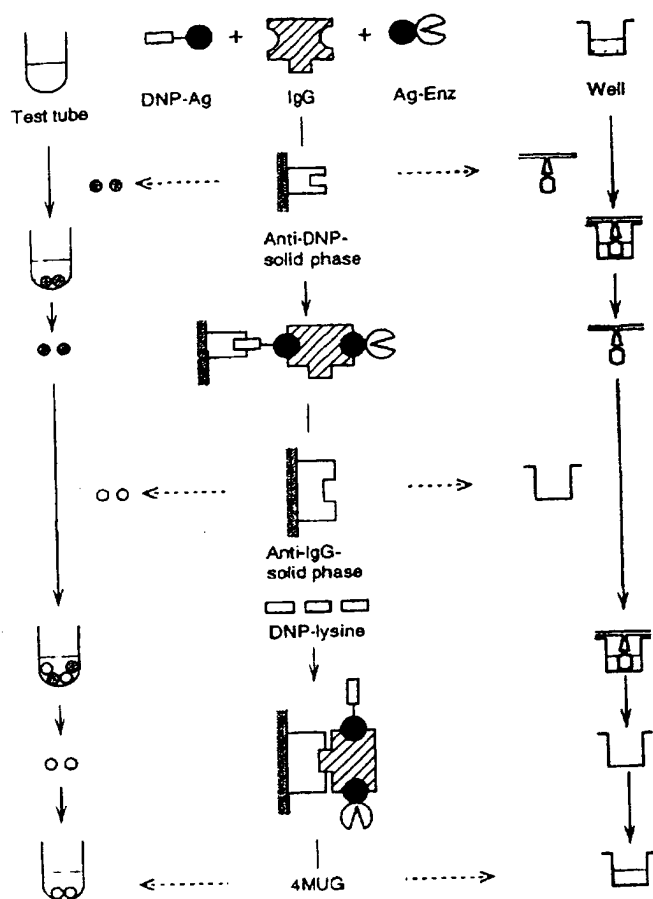 + +
Test tube DNP-Ag IgG Ag-Enz Well
Anti-DNP-
solid phase
Anti-IgG-
solid phase
DNP-lysine
4MUG